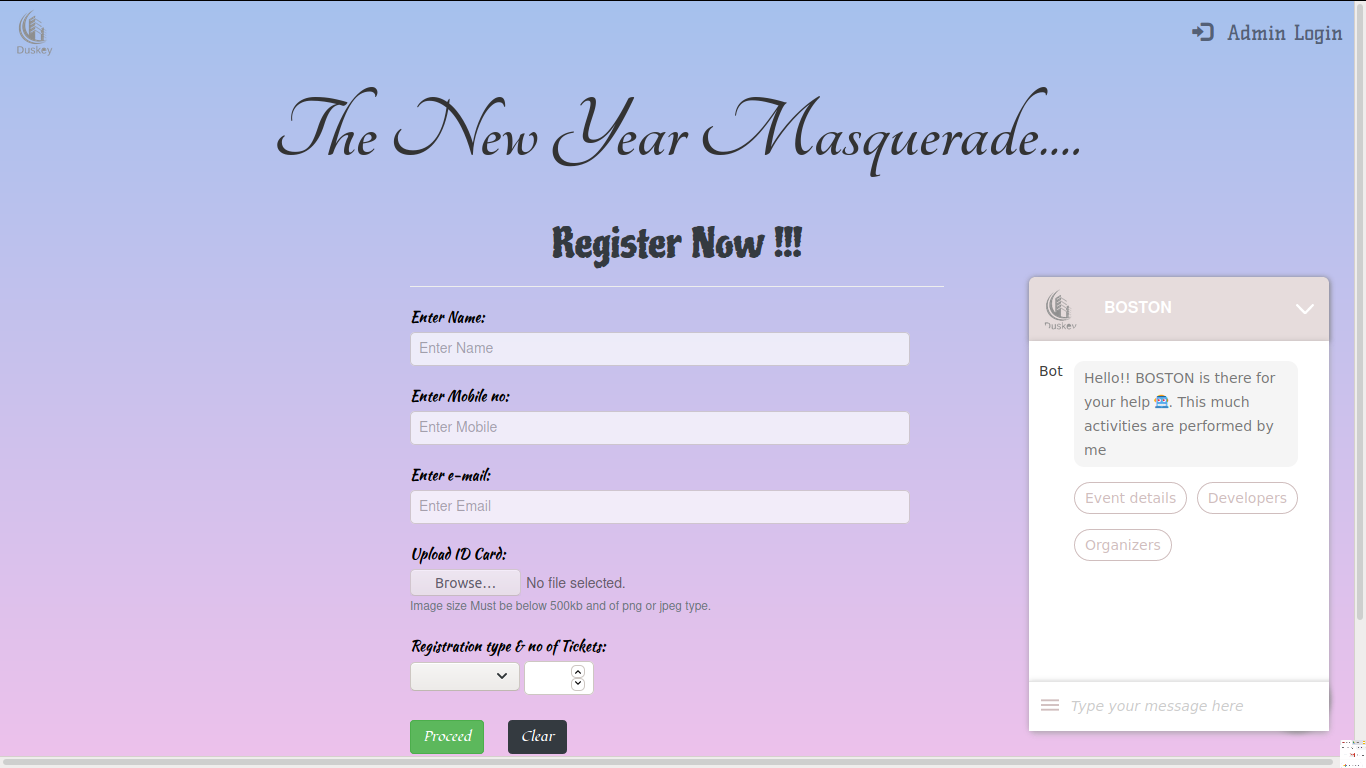 Duskey
Admin Login
The New Year Masquerade....
Register Now !!!
Enter Name:
Enter Name
Enter Mobile no:
Enter Mobile
Enter e-mail:
Enter Email
Upload ID Card:
Browse... No file selected.
Image size Must be below 500kb and of png or jpeg type.
Registration type & no of Tickets:
Proceed Clear
Duskey
BOSTON
Bot
Hello!! BOSTON is there for
your help 🤖. This much
activities are performed by
me
Event details Developers
Organizers
Type your message here